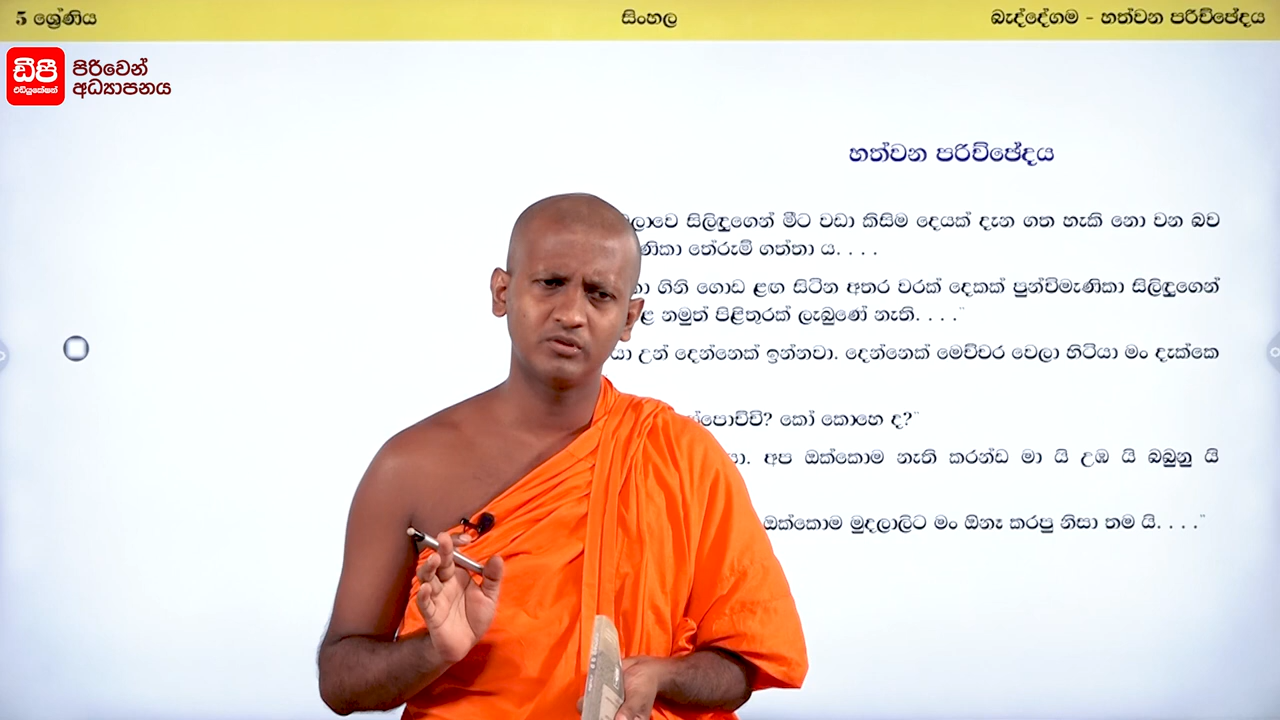 5 ශ්‍රේණිය
සිංහල
බැද්දේගම - හත්වන පරිච්ඡේදය
ඩීපී
එඩියුකේෂන්
පිරිවෙන්
අධ්‍යාපනය
හත්වන පරිච්ඡේදය
සිලිඳුගෙන් මීට වඩා කිසිම දෙයක් දැන ගත හැකි නො වන බව
තේරුම් ගත්තා ය. . . .
ගිනි ගොඩ ළඟ සිටින අතර වරක් දෙකක් පුන්චිමැණිකා සිලිඳුගෙන්
නමුත් පිළිතුරක් ලැබුණේ නැති. . . ."
උන් දෙන්නෙක් ඉන්නවා. දෙන්නෙක් මෙච්චර වෙලා හිටියා මං දැක්කෙ
කෝ කොහෙ ද?"
අප ඔක්කොම නැති කරන්ඩ මා යි උඹ යි බබුනු යි
ඔක්කොම මුදලාලිට මං ඕනෑ කරපු නිසා තම යි. . . ."